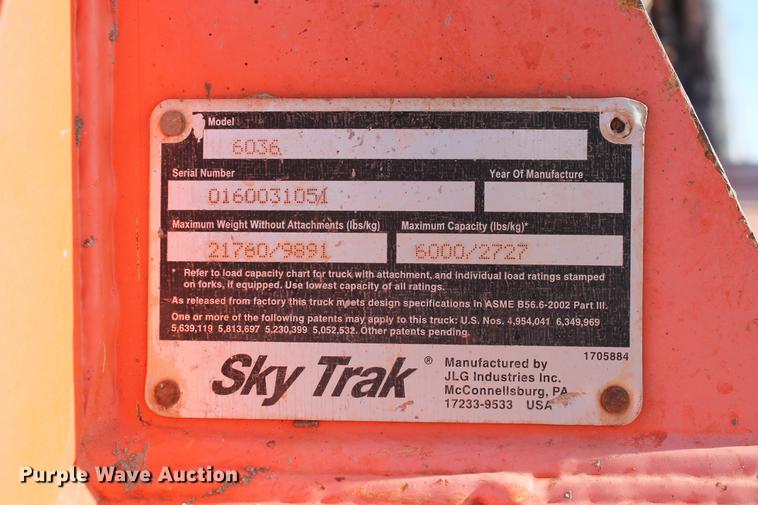 Model
6036
Serial Number
Year Of Manufacture
0160031051
Maximum Weight Without Attachments (lbs/kg)
Maximum Capacity (lbs/kg)*
21760/9891
6000/2727
* Refer to load capacity chart for truck with attachment, and individual load ratings stamped
on forks, if equipped. Use lowest capacity of all ratings.
As released from factory this truck meets design specifications in ASME B56.6-2002 Part III.
One or more of the following patents may apply to this truck: U.S. Nos. 4,954,041 6,349,969
5,639,119 5,813,697 5,230,399 5,052,532. Other patents pending.
Sky Trak®
Manufactured by
JLG Industries Inc.
McConnellsburg, PA
17233-9533 USA
1705884
Purple Wave Auction